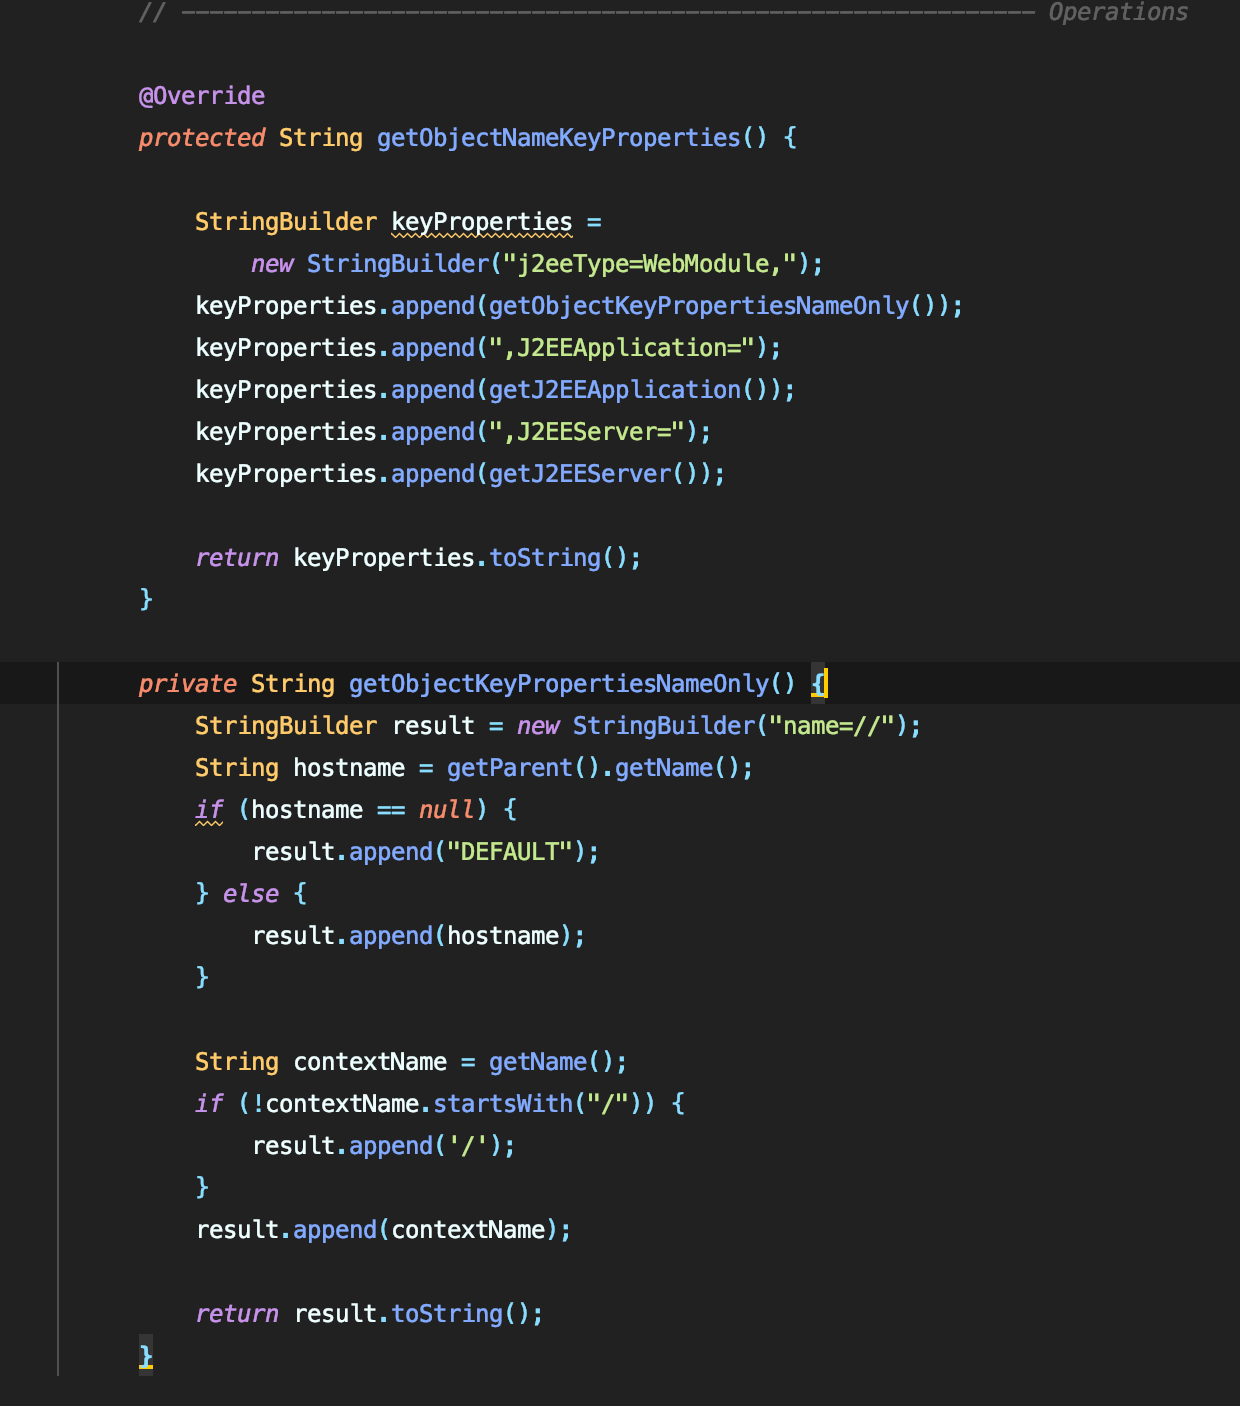 // ————————————————————————————————————————————————————————————— Operations
@Override
protected String getObjectNameKeyProperties() {
StringBuilder keyProperties =
new StringBuilder("j2eeType=WebModule,");
keyProperties.append(getObjectKeyPropertiesNameOnly());
keyProperties.append(",J2EEApplication=");
keyProperties.append(getJ2EEApplication());
keyProperties.append(",J2EEServer=");
keyProperties.append(getJ2EEServer());
return keyProperties.toString();
}
private String getObjectKeyPropertiesNameOnly() {
StringBuilder result = new StringBuilder("name=//");
String hostname = getParent().getName();
if (hostname == null) {
result.append("DEFAULT");
} else {
result.append(hostname);
}
String contextName = getName();
if (!contextName.startsWith("/")) {
result.append('/');
}
result.append(contextName);
return result.toString();
}